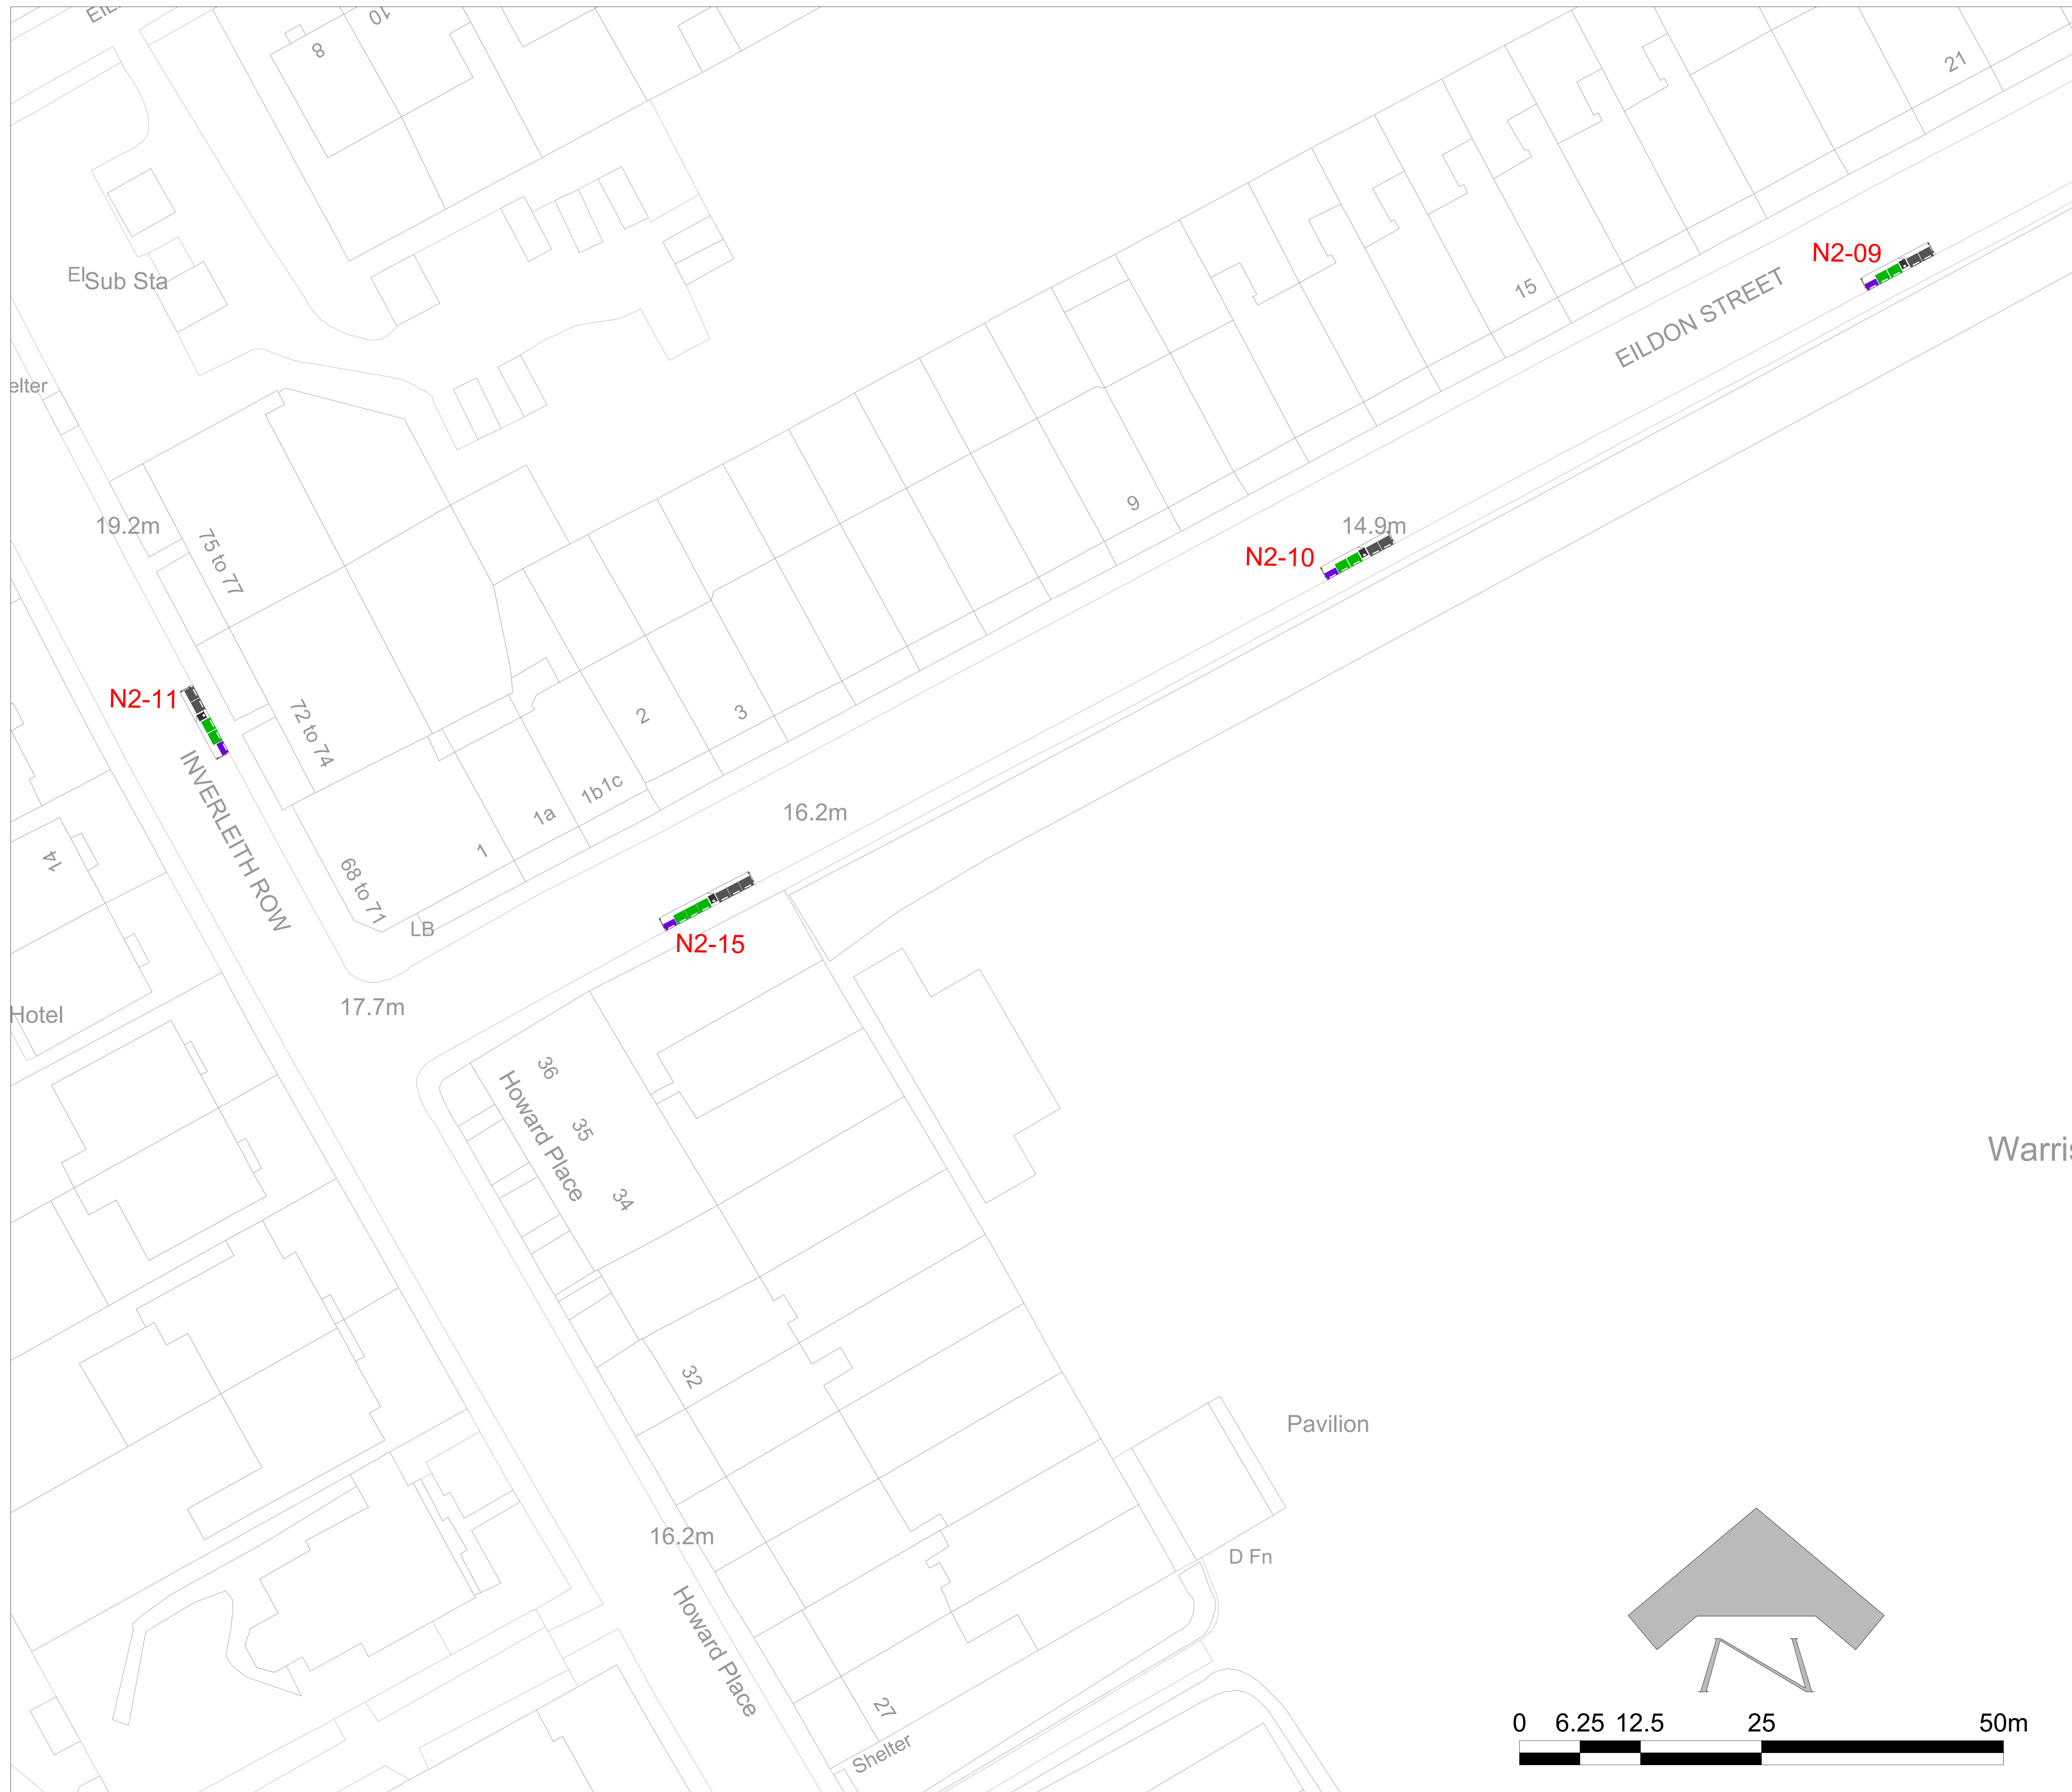 8
10
21
El
Sub Sta
elter
N2-09
15
EILDON STREET
19.2m
75 to 77
9
14.9m
N2-10
N2-11
72 to 74
2
3
INVERLEITH ROW
1b1c
1a
16.2m
1
14
68 to 71
LB
N2-15
Hotel
17.7m
36
Howard Place
35
34
Warris
32
Pavilion
16.2m
D Fn
Howard Place
27
Shelter
N
0 6.25 12.5 25 50m